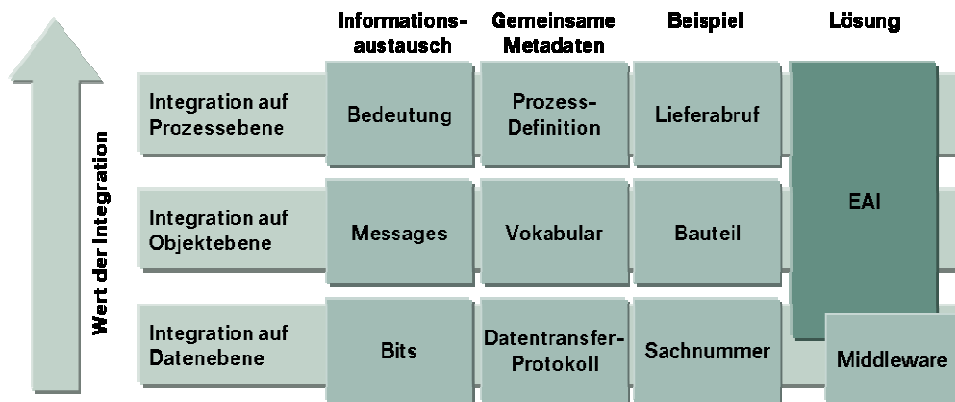 Informations-
austausch
Gemeinsame
Metadaten
Beispiel
Lösung
Wert der Integration
Integration auf
Prozessebene
Bedeutung
Prozess-
Definition
Lieferabruf
EAI
Integration auf
Objektebene
Messages
Vokabular
Bauteil
Integration auf
Datenebene
Bits
Datentransfer-
Protokoll
Sachnummer
Middleware